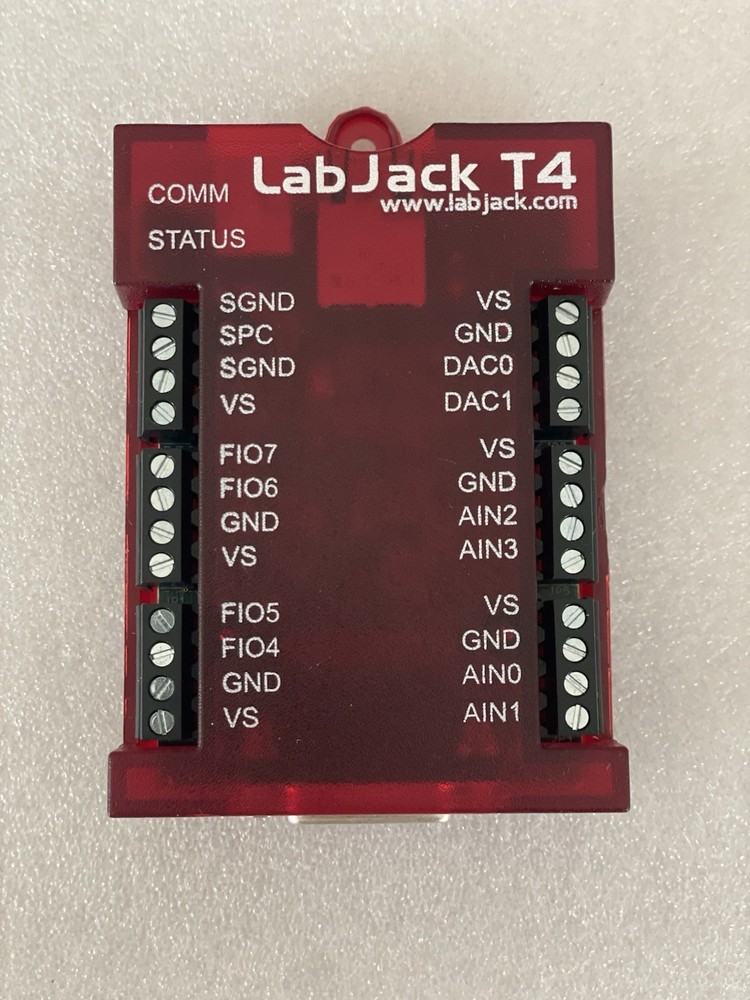 LabJack T4
www.labjack.com
COMM
STATUS
SGND
SPC
SGND
VS
FIO7
FIO6
GND
VS
FIO5
FIO4
GND
VS
VS
GND
DAC0
DAC1
VS
GND
AIN2
AIN3
VS
GND
AIN0
AIN1